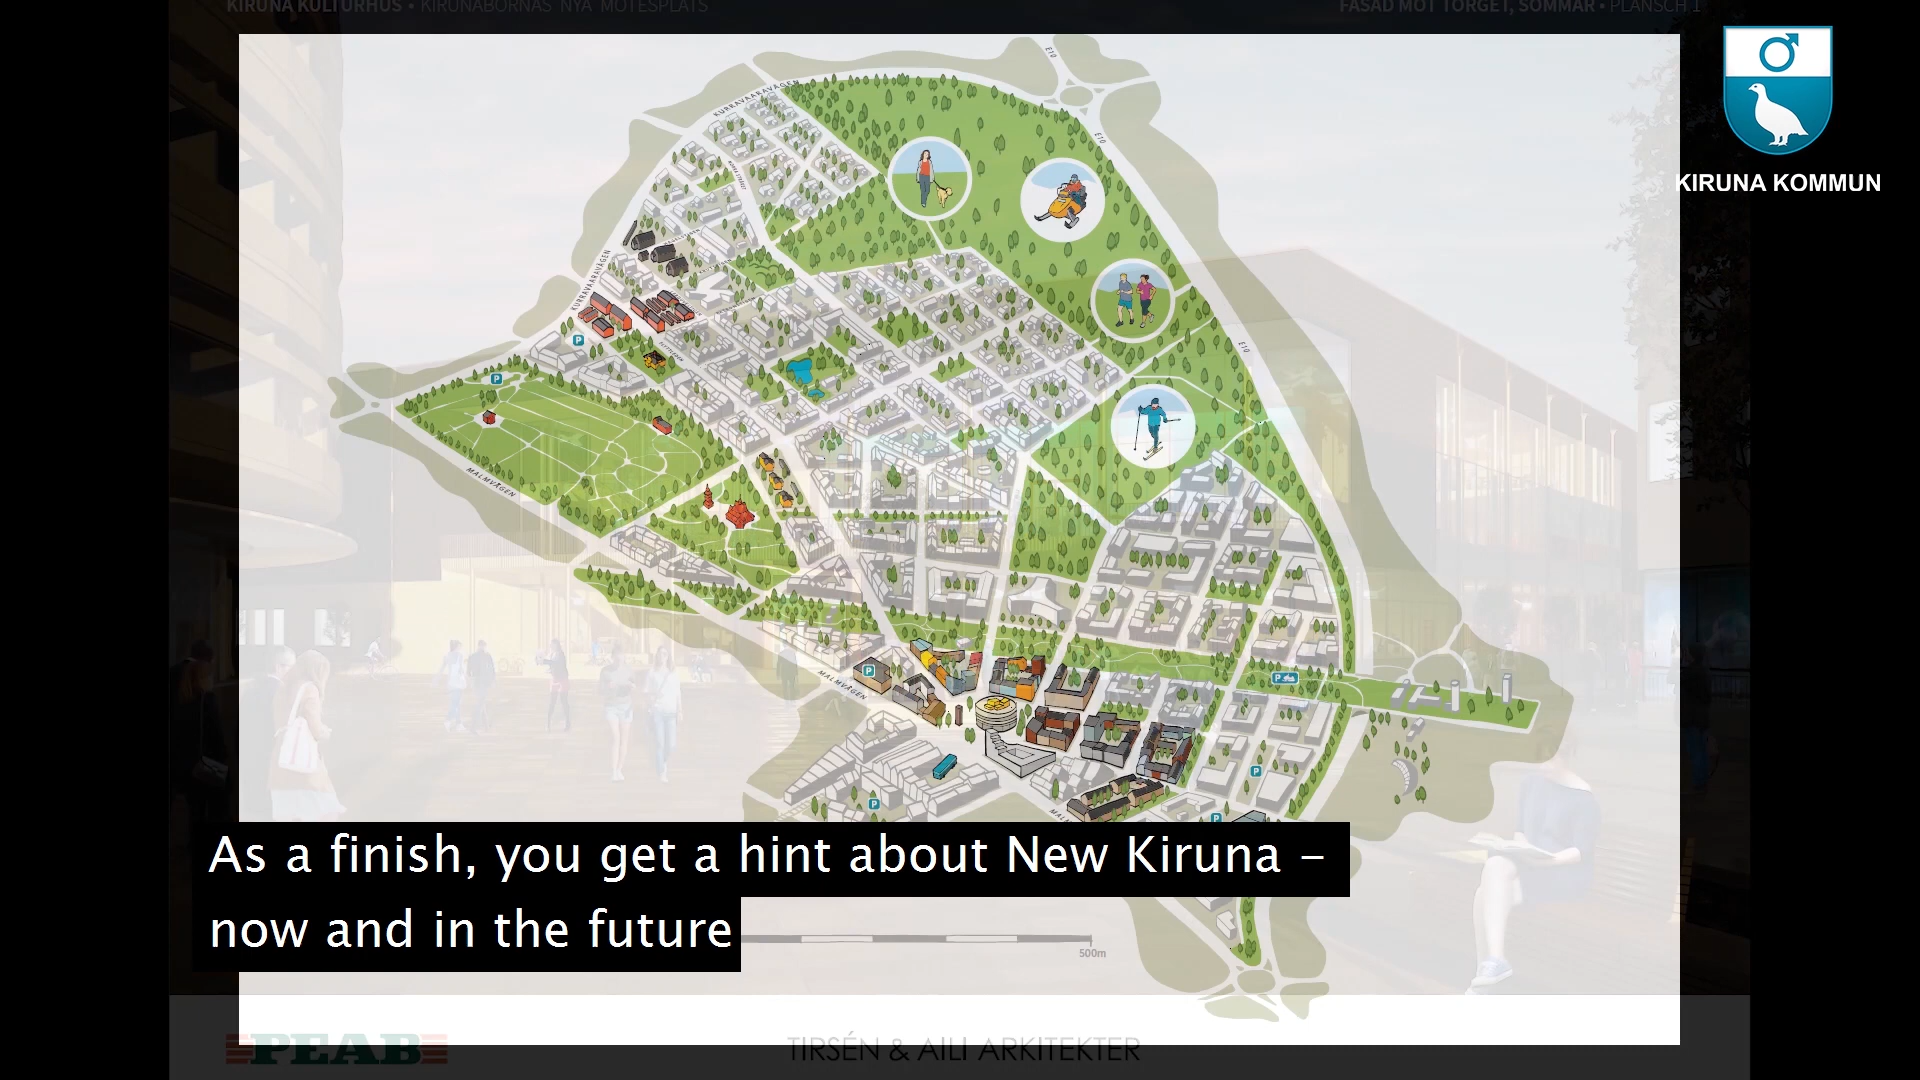 KIRUNA KULTURHUS • KIRUNABORNAS NYA MÖTESPLATS
FASAD MOT TORGET, SOMMAR • PLANSCH 1
KIRUNA KOMMUN
E10
KURRAVAARAVÄGEN
E10
KURRAVAARAVÄGEN
E10
P
P
MALMVÄGEN
P
MALMVÄGEN
P
P
P
P
As a finish, you get a hint about New Kiruna –
now and in the future
500m
PEAB
TIRSÉN & AILI ARKITEKTER